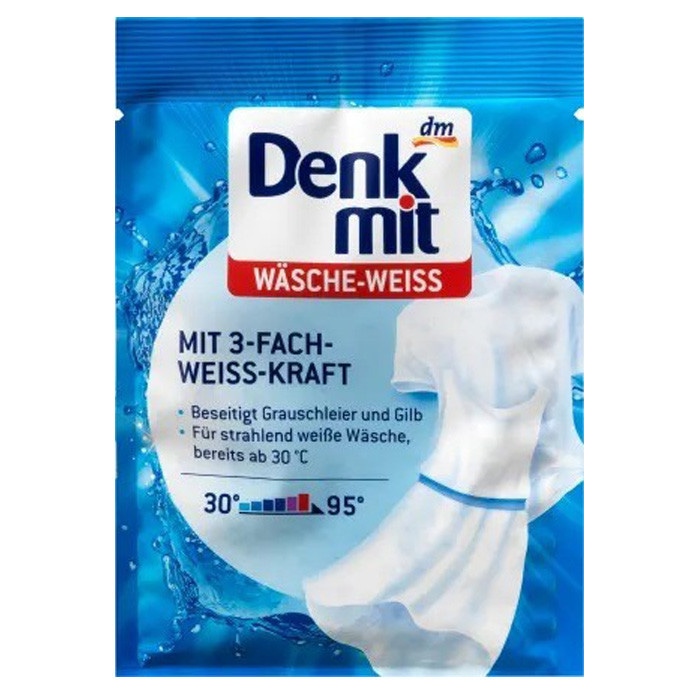 dm
Denk
mit
WÄSCHE-WEISS
MIT 3-FACH-
WEISS-KRAFT
• Beseitigt Grauschleier und Gilb
• Für strahlend weiße Wäsche,
bereits ab 30 °C
30° 95°